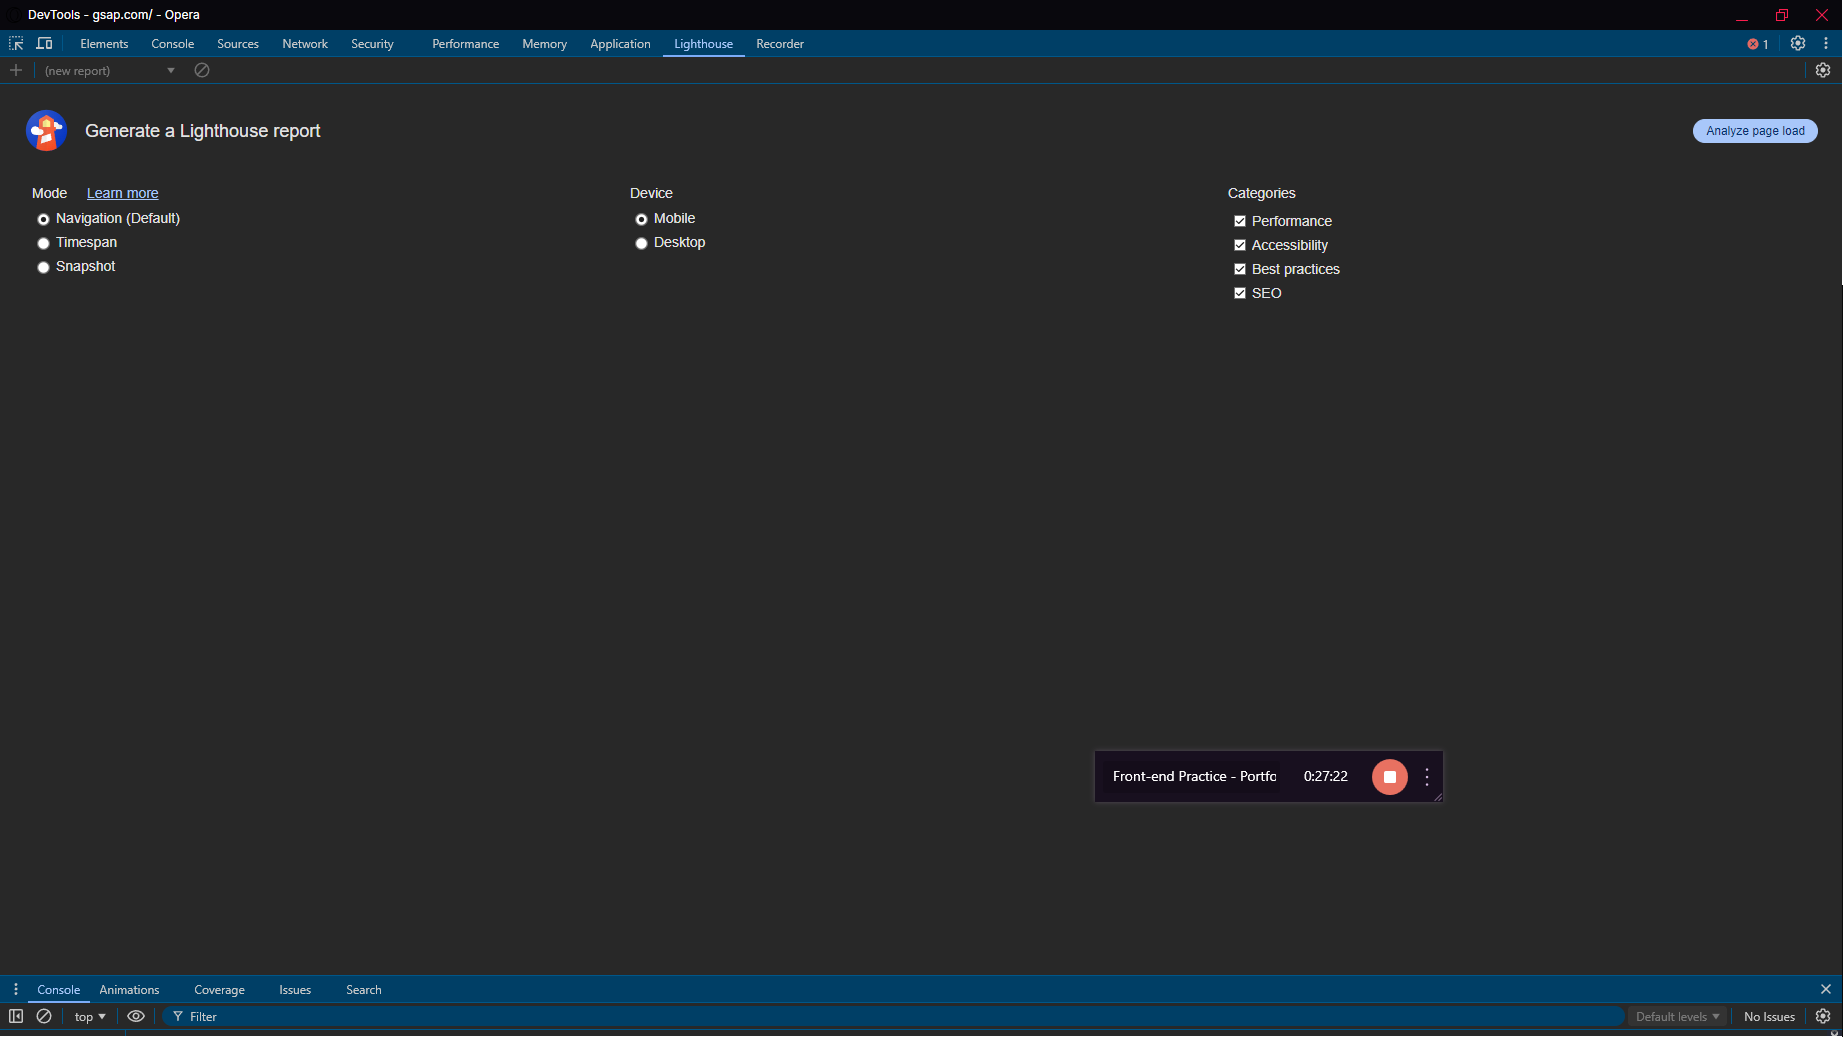 DevTools - gsap.com/ - Opera
Elements Console Sources Network Security Performance Memory Application Lighthouse Recorder 1
(new report)
Generate a Lighthouse report
Analyze page load
Mode Learn more
Navigation (Default)
Timespan
Snapshot
Device
Mobile
Desktop
Categories
Performance
Accessibility
Best practices
SEO
Front-end Practice - Portfo 0:27:22
Console Animations Coverage Issues Search
top Filter Default levels No Issues